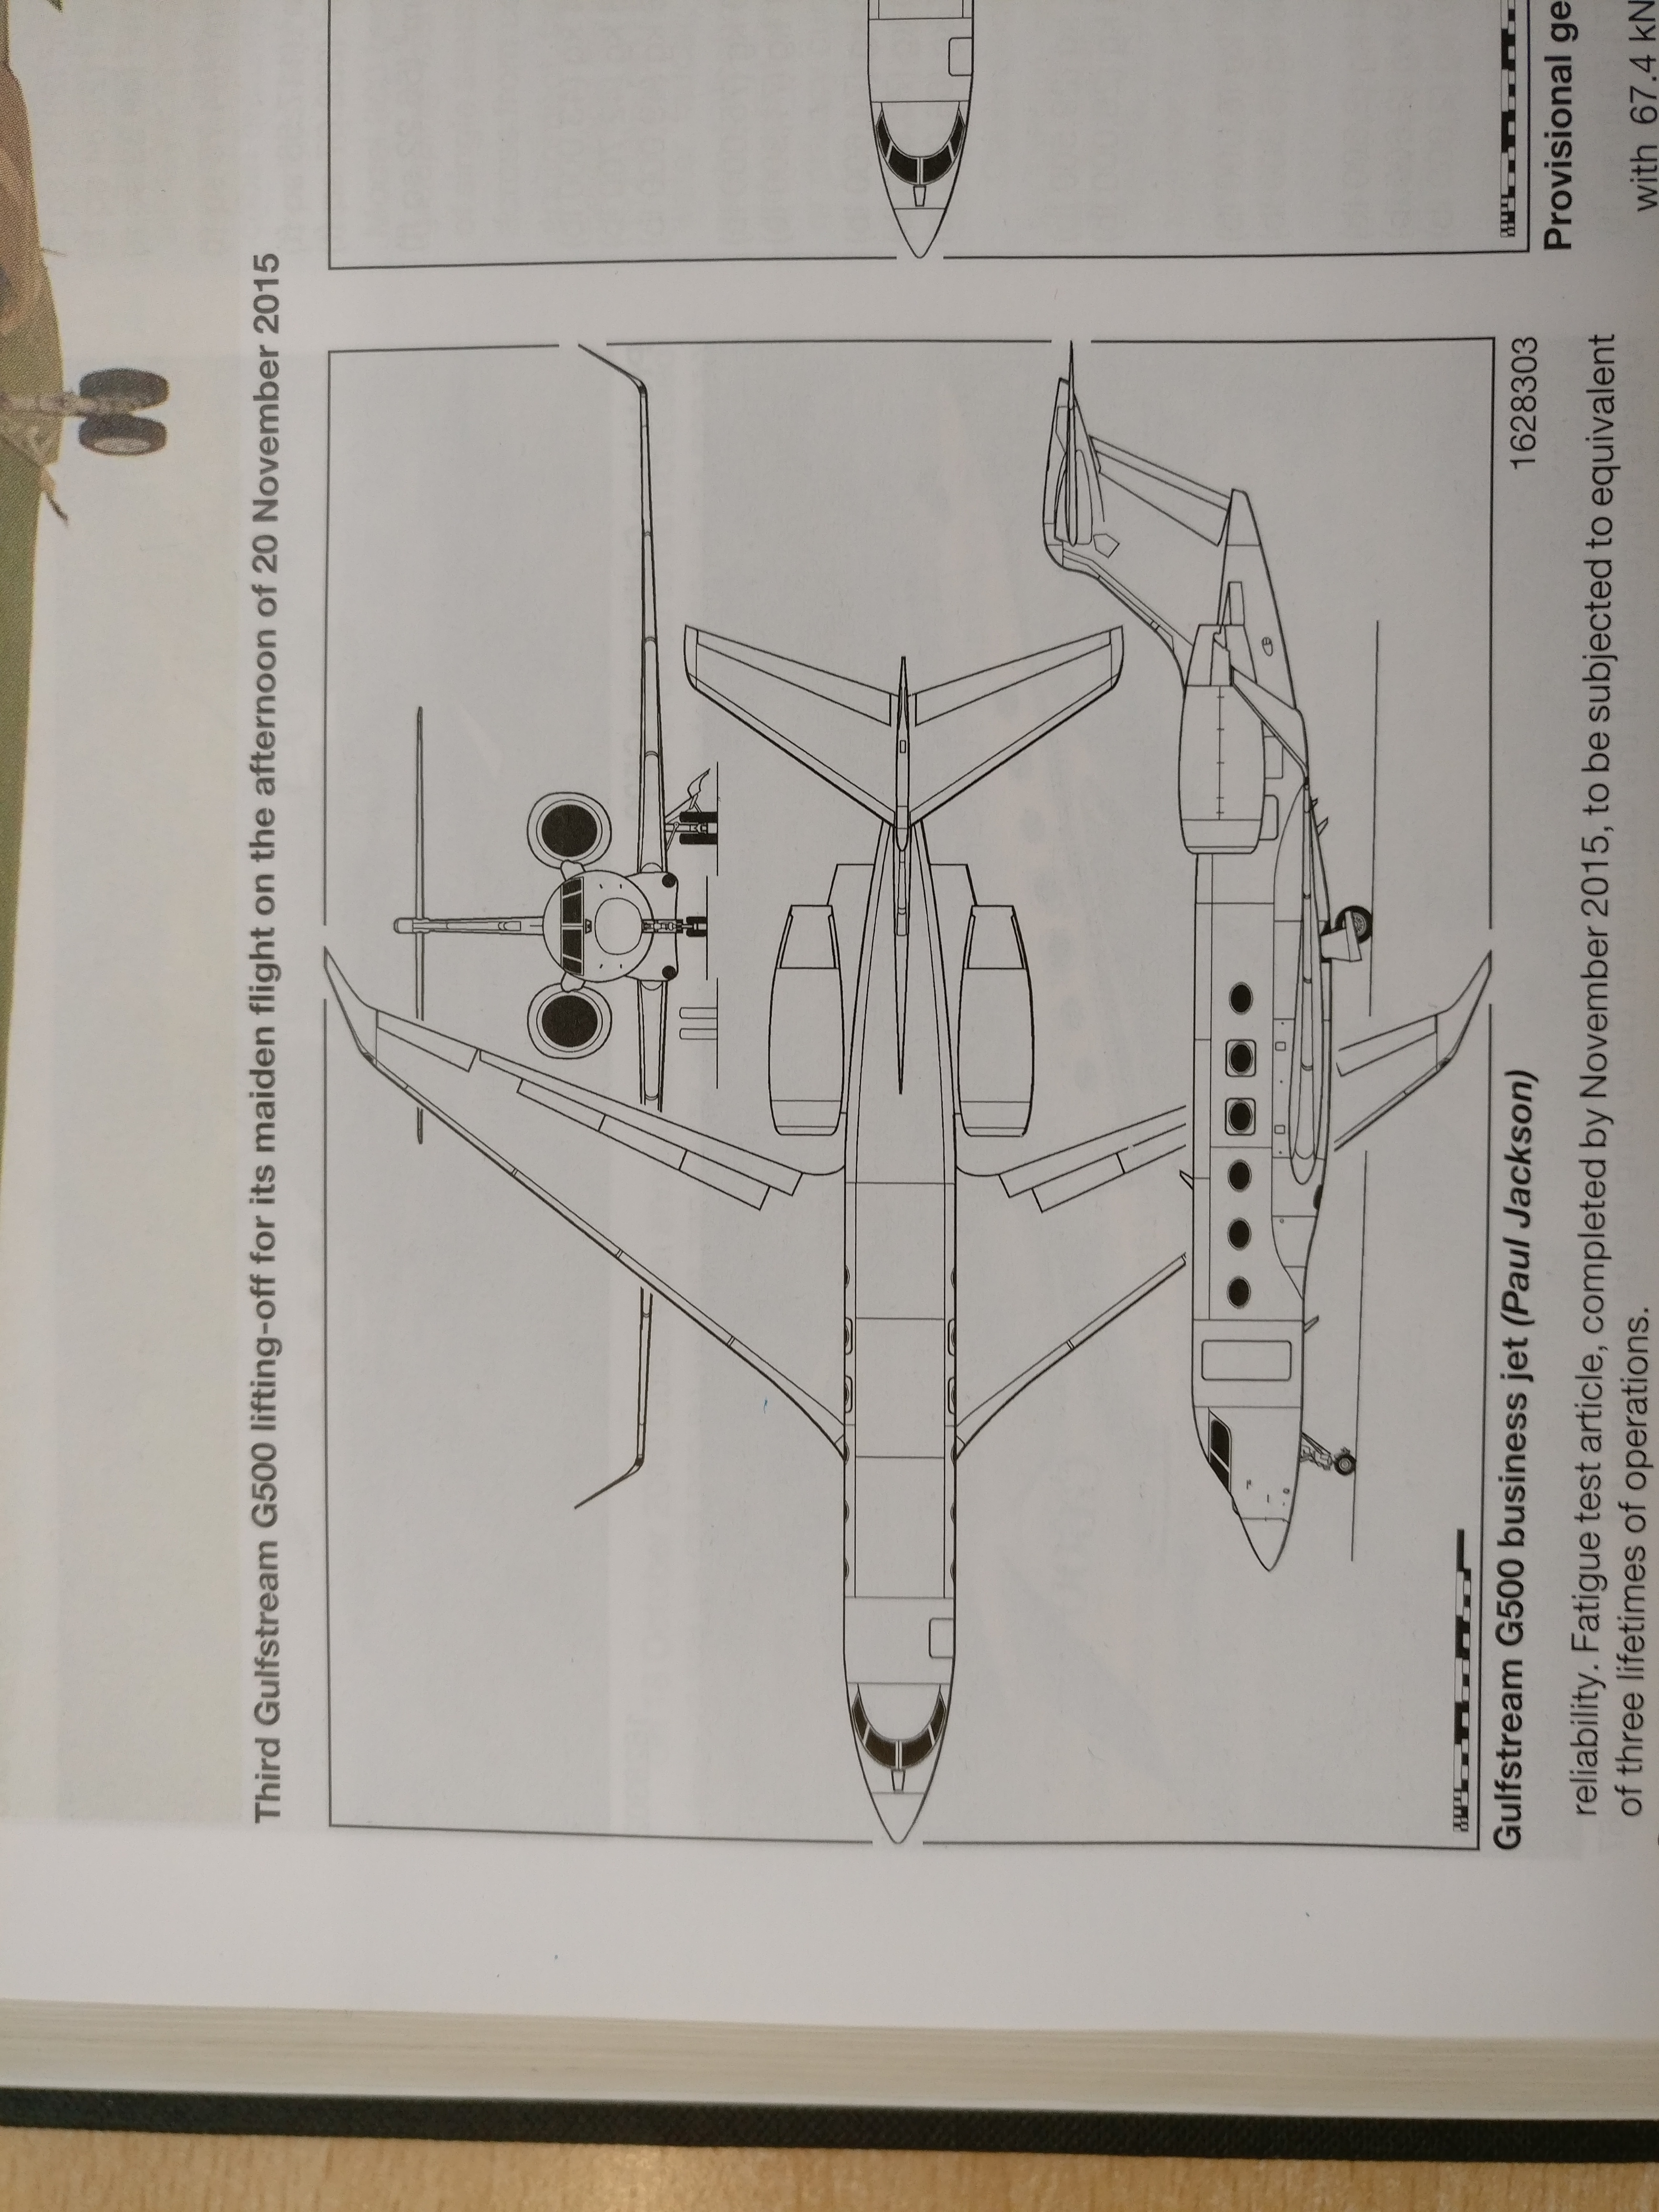 Third Gulfstream G500 lifting-off for its maiden flight on the afternoon of 20 November 2015
Gulfstream G500 business jet (Paul Jackson)
1628303
reliability. Fatigue test article, completed by November 2015, to be subjected to equivalent
of three lifetimes of operations.
Provisional ge
with 67.4 kN